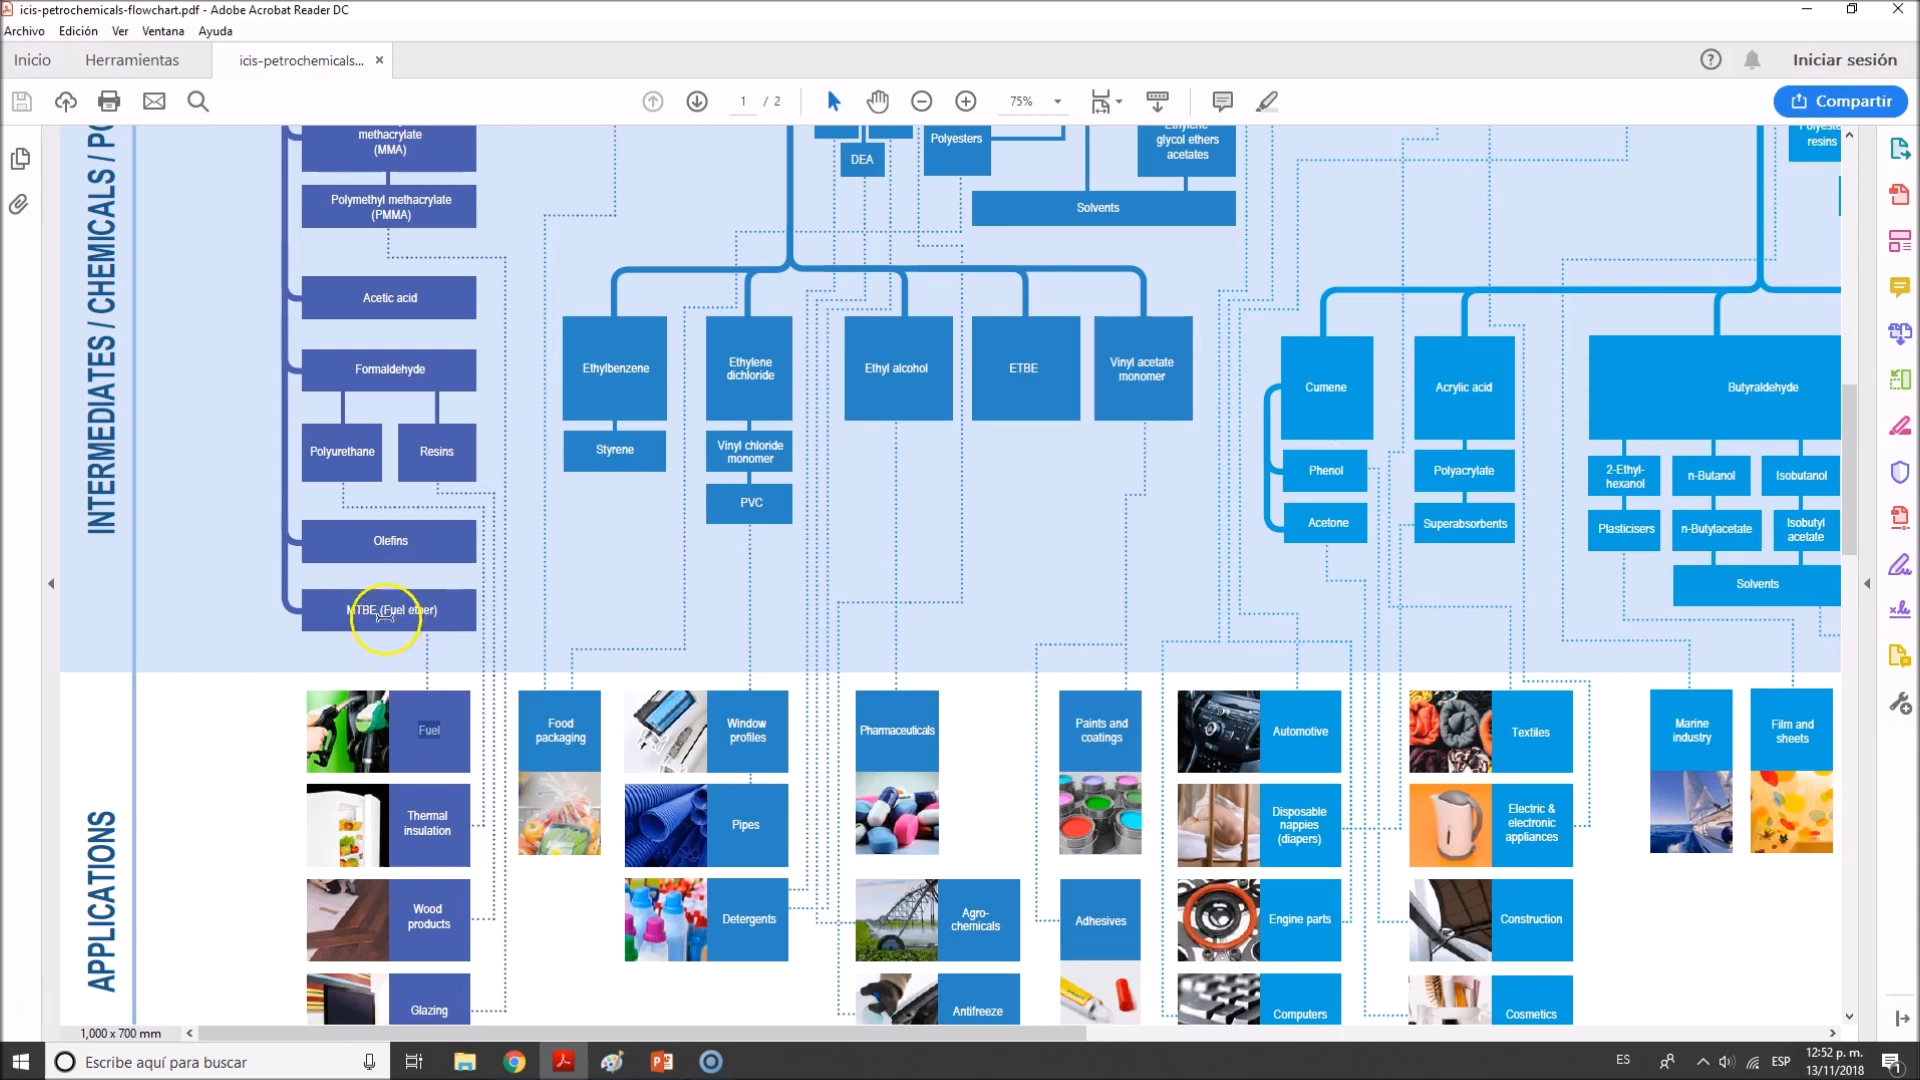 icis-petrochemicals-flowchart.pdf - Adobe Acrobat Reader DC
Archivo Edición Ver Ventana Ayuda
Inicio Herramientas icis-petrochemicals... × Iniciar sesión
1 / 2 75% Compartir
INTERMEDIATES / CHEMICALS /
methacrylate
(MMA)
Polymethyl methacrylate
(PMMA)
Acetic acid
Formaldehyde
Polyurethane
Resins
Olefins
MTBE (Fuel ether)
DEA
Polyesters
Ethylene
glycol ethers
acetates
Solvents
Polyester
resins
Ethylbenzene
Styrene
Ethylene
dichloride
Vinyl chloride
monomer
PVC
Ethyl alcohol
ETBE
Vinyl acetate
monomer
Cumene
Phenol
Acetone
Acrylic acid
Polyacrylate
Superabsorbents
Butyraldehyde
2-Ethyl-
hexanol
Plasticisers
n-Butanol
n-Butylacetate
Isobutanol
Isobutyl
acetate
Solvents
APPLICATIONS
Fuel
Thermal
insulation
Wood
products
Glazing
Food
packaging
Window
profiles
Pipes
Detergents
Pharmaceuticals
Agro-
chemicals
Antifreeze
Paints and
coatings
Adhesives
Automotive
Disposable
nappies
(diapers)
Engine parts
Computers
Textiles
Electric &
electronic
appliances
Construction
Cosmetics
Marine
industry
Film and
sheets
1,000 x 700 mm
Escribe aquí para buscar
ES ESP 12:52 p. m.
13/11/2018
1